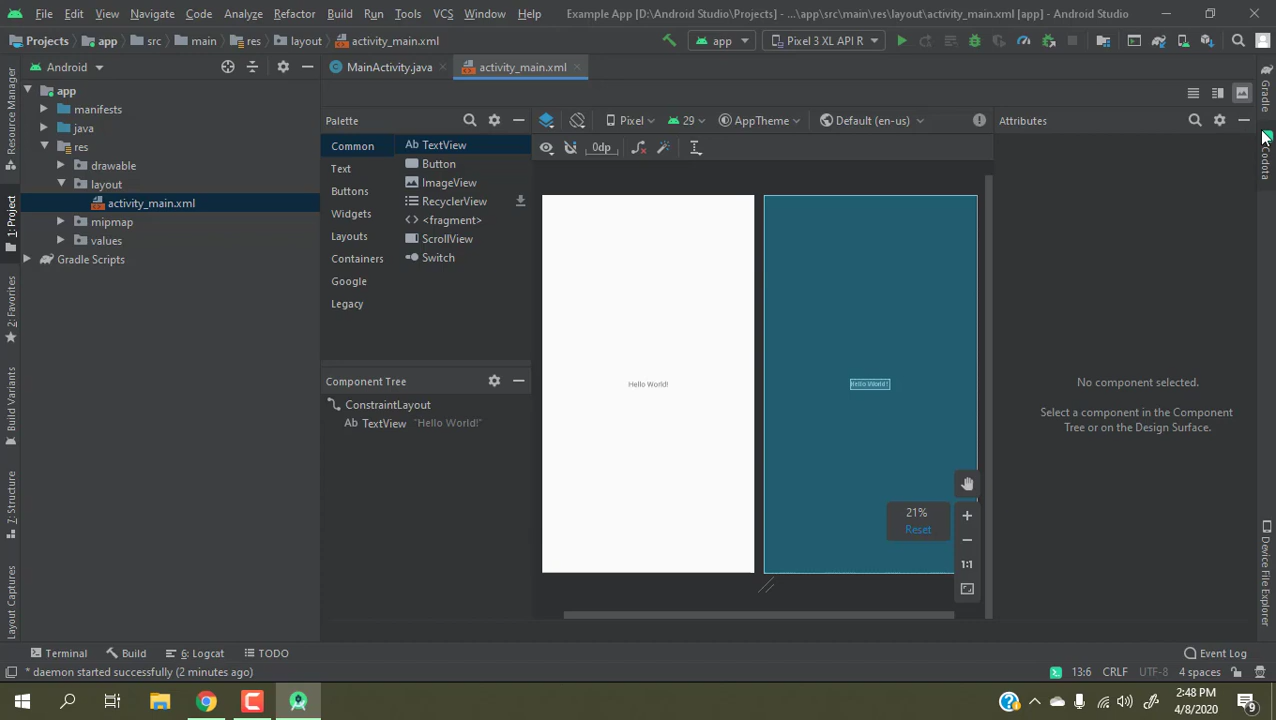 File Edit View Navigate Code Analyze Refactor Build Run Tools VCS Window Help Example App [D:\Android Studio\Projects] - ...\app\src\main\res\layout\activity_main.xml [app] - Android Studio
Projects app src main res layout activity_main.xml app Pixel 3 XL API R
Android
MainActivity.java activity_main.xml
app
manifests
java
res
drawable
layout
activity_main.xml
mipmap
values
Gradle Scripts
Resource Manager
1: Project
2: Favorites
Build Variants
7: Structure
Layout Captures
Palette
Common
Text
Buttons
Widgets
Layouts
Containers
Google
Legacy
Ab TextView
Button
ImageView
RecyclerView
<> <fragment>
ScrollView
Switch
Component Tree
ConstraintLayout
Ab TextView "Hello World!"
Pixel 29 AppTheme Default (en-us)
0dp
Hello World!
Hello World!
21%
Reset
1:1
Attributes
No component selected.
Select a component in the Component
Tree or on the Design Surface.
Gradle
Codota
Device File Explorer
Terminal Build 6: Logcat TODO Event Log
* daemon started successfully (2 minutes ago) 13:6 CRLF UTF-8 4 spaces
2:48 PM
4/8/2020
9